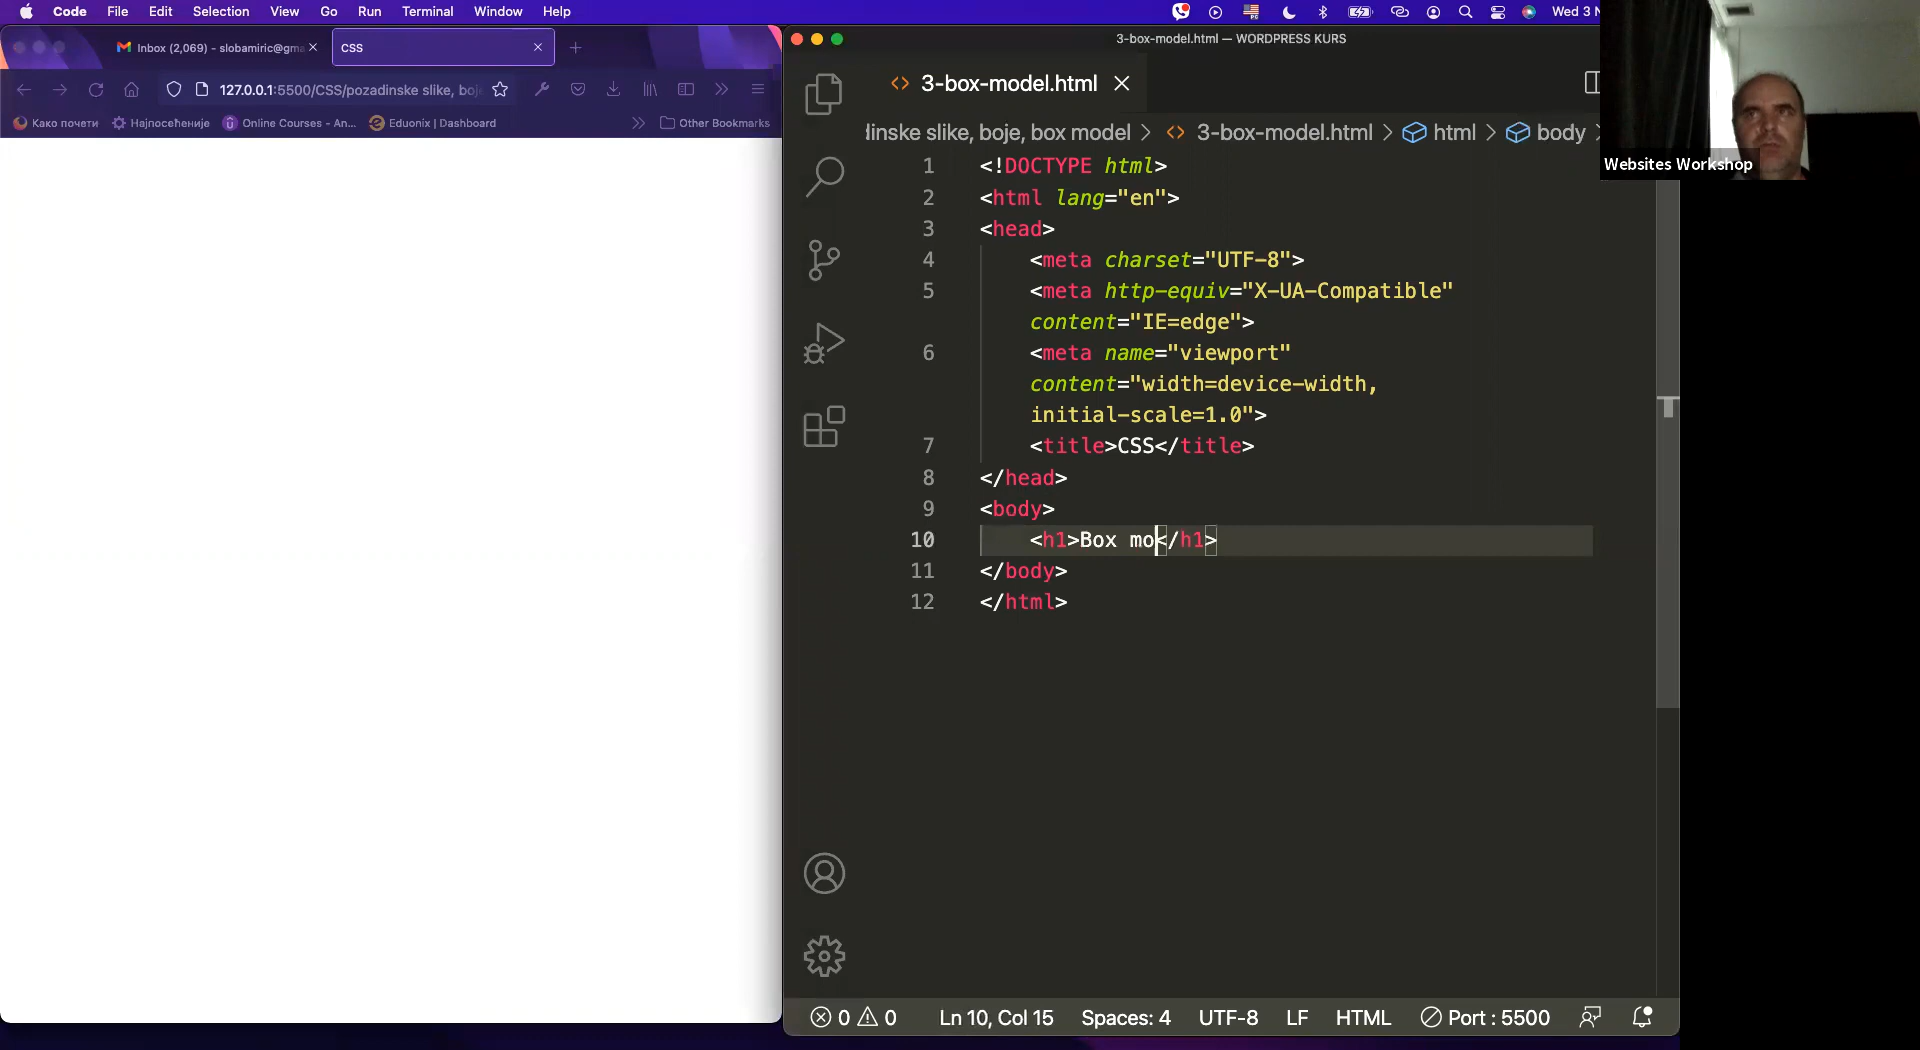 Code File Edit Selection View Go Run Terminal Window Help
Wed 3 N
Inbox (2,069) - slobamiric@gma
CSS
127.0.0.1:5500/CSS/pozadinske slike, boje
Како почети Најпосећеније Online Courses - An... Eduonix | Dashboard Other Bookmarks
3-box-model.html — WORDPRESS KURS
3-box-model.html
dinske slike, boje, box model > 3-box-model.html > html > body >
Websites Workshop
1 <!DOCTYPE html>
2 <html lang="en">
3 <head>
4 <meta charset="UTF-8">
5 <meta http-equiv="X-UA-Compatible"
content="IE=edge">
6 <meta name="viewport"
content="width=device-width,
initial-scale=1.0">
7 <title>CSS</title>
8 </head>
9 <body>
10 <h1>Box mo</h1>
11 </body>
12 </html>
0 0 Ln 10, Col 15 Spaces: 4 UTF-8 LF HTML Port : 5500